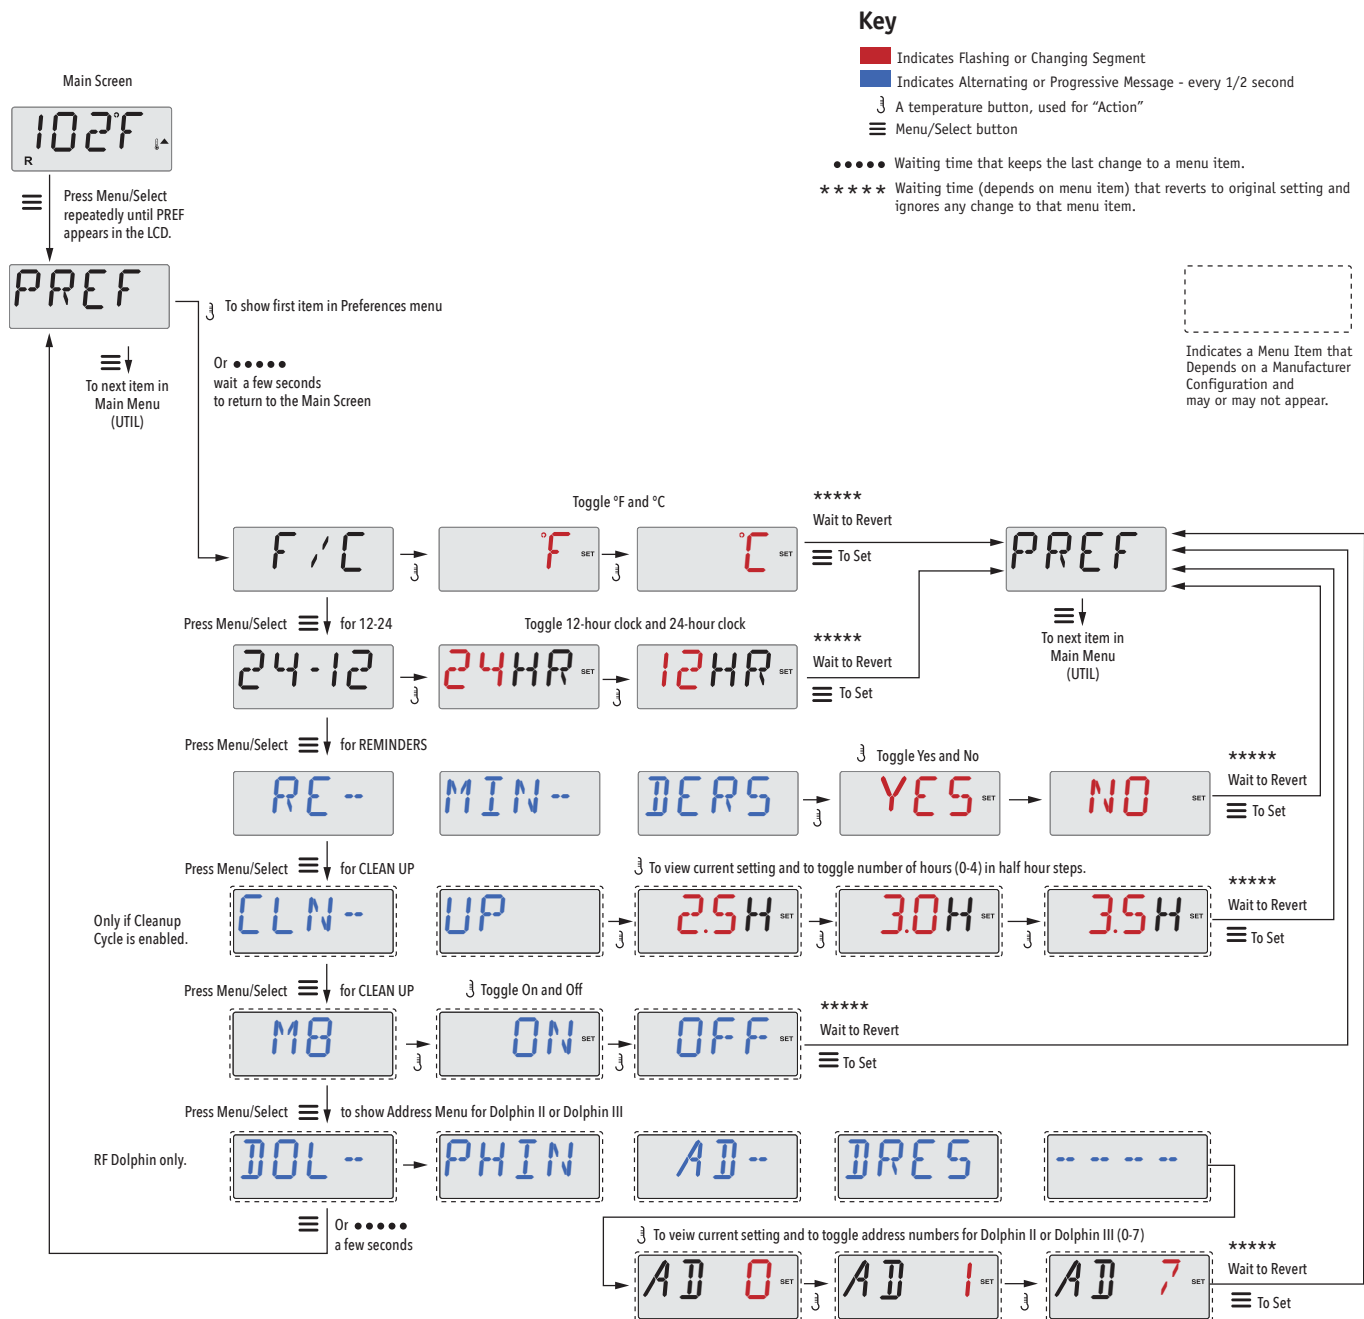 Key
Indicates Flashing or Changing Segment
Indicates Alternating or Progressive Message - every 1/2 second
A temperature button, used for “Action”
Menu/Select button
••••• Waiting time that keeps the last change to a menu item.
***** Waiting time (depends on menu item) that reverts to original setting and
ignores any change to that menu item.
Indicates a Menu Item that
Depends on a Manufacturer
Configuration and
may or may not appear.
Main Screen
102°F
R
Press Menu/Select
repeatedly until PREF
appears in the LCD.
PREF
To show first item in Preferences menu
Or •••••
wait a few seconds
to return to the Main Screen
To next item in
Main Menu
(UTIL)
Toggle °F and °C
F/C
°F SET
°C SET
*****
Wait to Revert
To Set
PREF
To next item in
Main Menu
(UTIL)
Press Menu/Select for 12-24
Toggle 12-hour clock and 24-hour clock
24-12
24HR SET
12HR SET
*****
Wait to Revert
To Set
Press Menu/Select for REMINDERS
Toggle Yes and No
RE-
MIN-
DERS
YES SET
NO SET
*****
Wait to Revert
To Set
Press Menu/Select for CLEAN UP
To view current setting and to toggle number of hours (0-4) in half hour steps.
Only if Cleanup
Cycle is enabled.
CLN-
UP
2.5H SET
3.0H SET
3.5H SET
*****
Wait to Revert
To Set
Press Menu/Select for CLEAN UP
Toggle On and Off
M8
ON SET
OFF SET
*****
Wait to Revert
To Set
Press Menu/Select to show Address Menu for Dolphin II or Dolphin III
RF Dolphin only.
DOL-
PHIN
AD-
DRES
----
Or •••••
a few seconds
To veiw current setting and to toggle address numbers for Dolphin II or Dolphin III (0-7)
AD 0 SET
AD 1 SET
AD 7 SET
*****
Wait to Revert
To Set